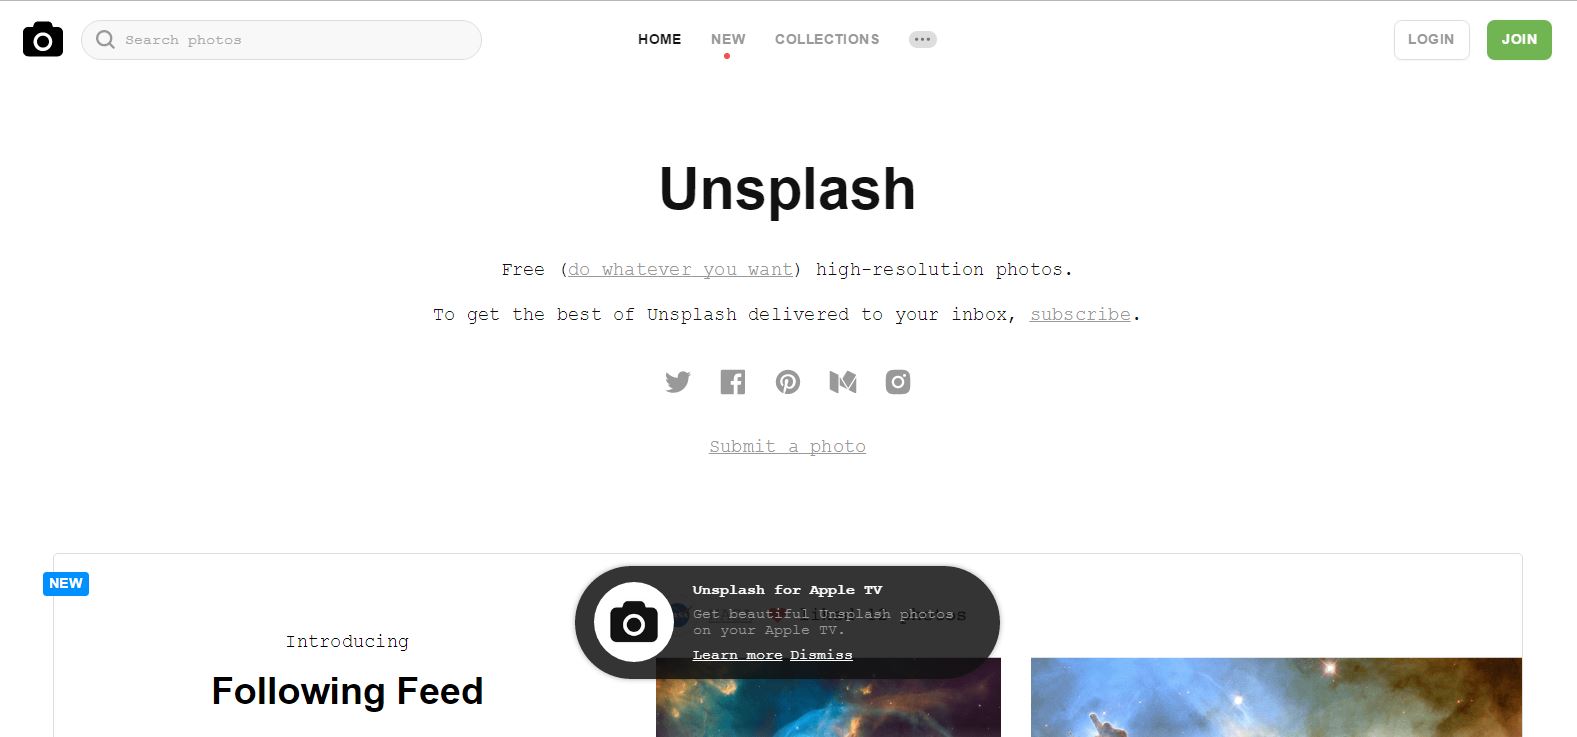 Search photos
HOME NEW COLLECTIONS
LOGIN JOIN
Unsplash
Free (do whatever you want) high-resolution photos.
To get the best of Unsplash delivered to your inbox, subscribe.
Submit a photo
NEW
Introducing
Following Feed
Unsplash for Apple TV
Get beautiful Unsplash photos
on your Apple TV.
Learn more Dismiss